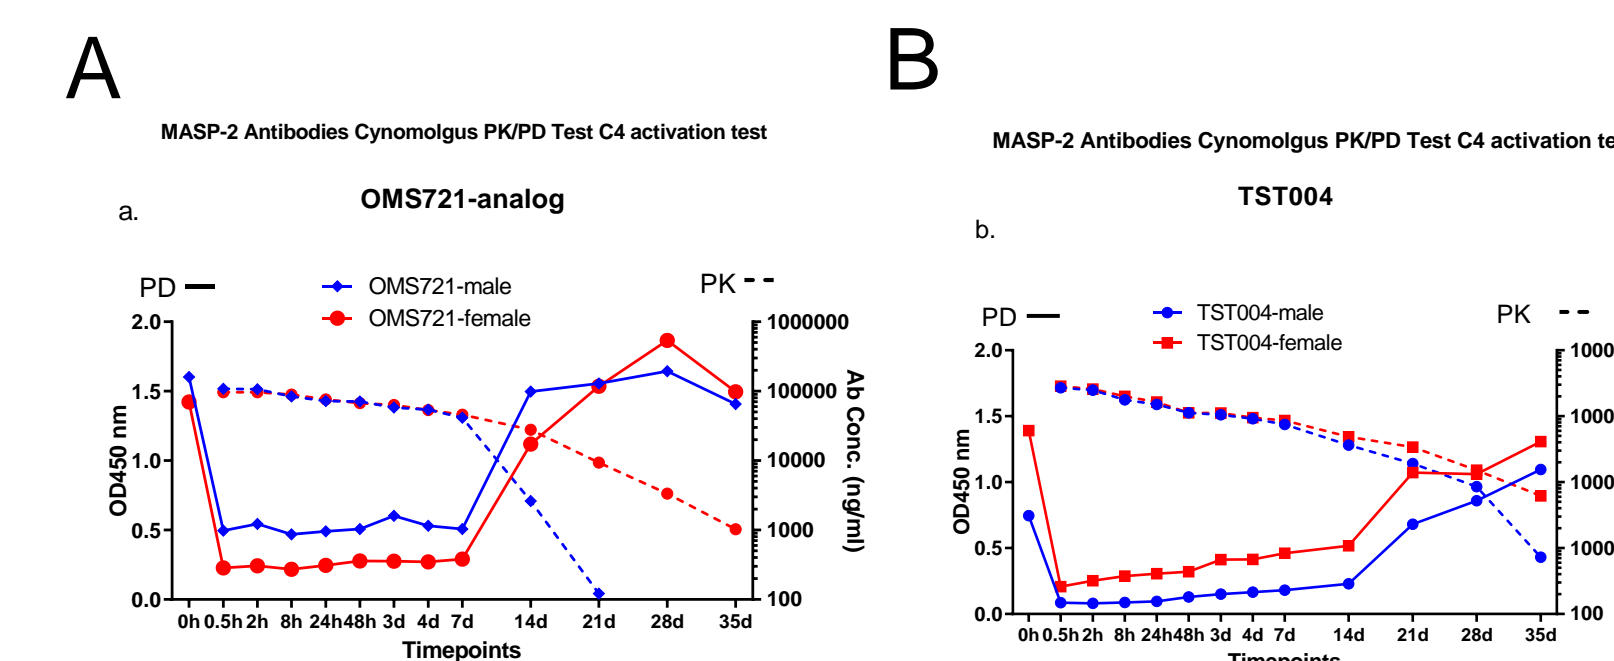 A
MASP-2 Antibodies Cynomolgus PK/PD Test C4 activation test
OMS721-analog
a.
PD
OMS721-male
OMS721-female
PK
2.0
1.5
1.0
0.5
0.0
OD450 nm
1000000
100000
10000
1000
100
Ab Conc. (ng/ml)
0h 0.5h 2h 8h 24h 48h 3d 4d 7d 14d 21d 28d 35d
Timepoints
B
MASP-2 Antibodies Cynomolgus PK/PD Test C4 activation te
TST004
b.
PD
TST004-male
TST004-female
PK
2.0
1.5
1.0
0.5
0.0
OD450 nm
1000
1000
1000
1000
100
0h 0.5h 2h 8h 24h 48h 3d 4d 7d 14d 21d 28d 35d
Timepoints